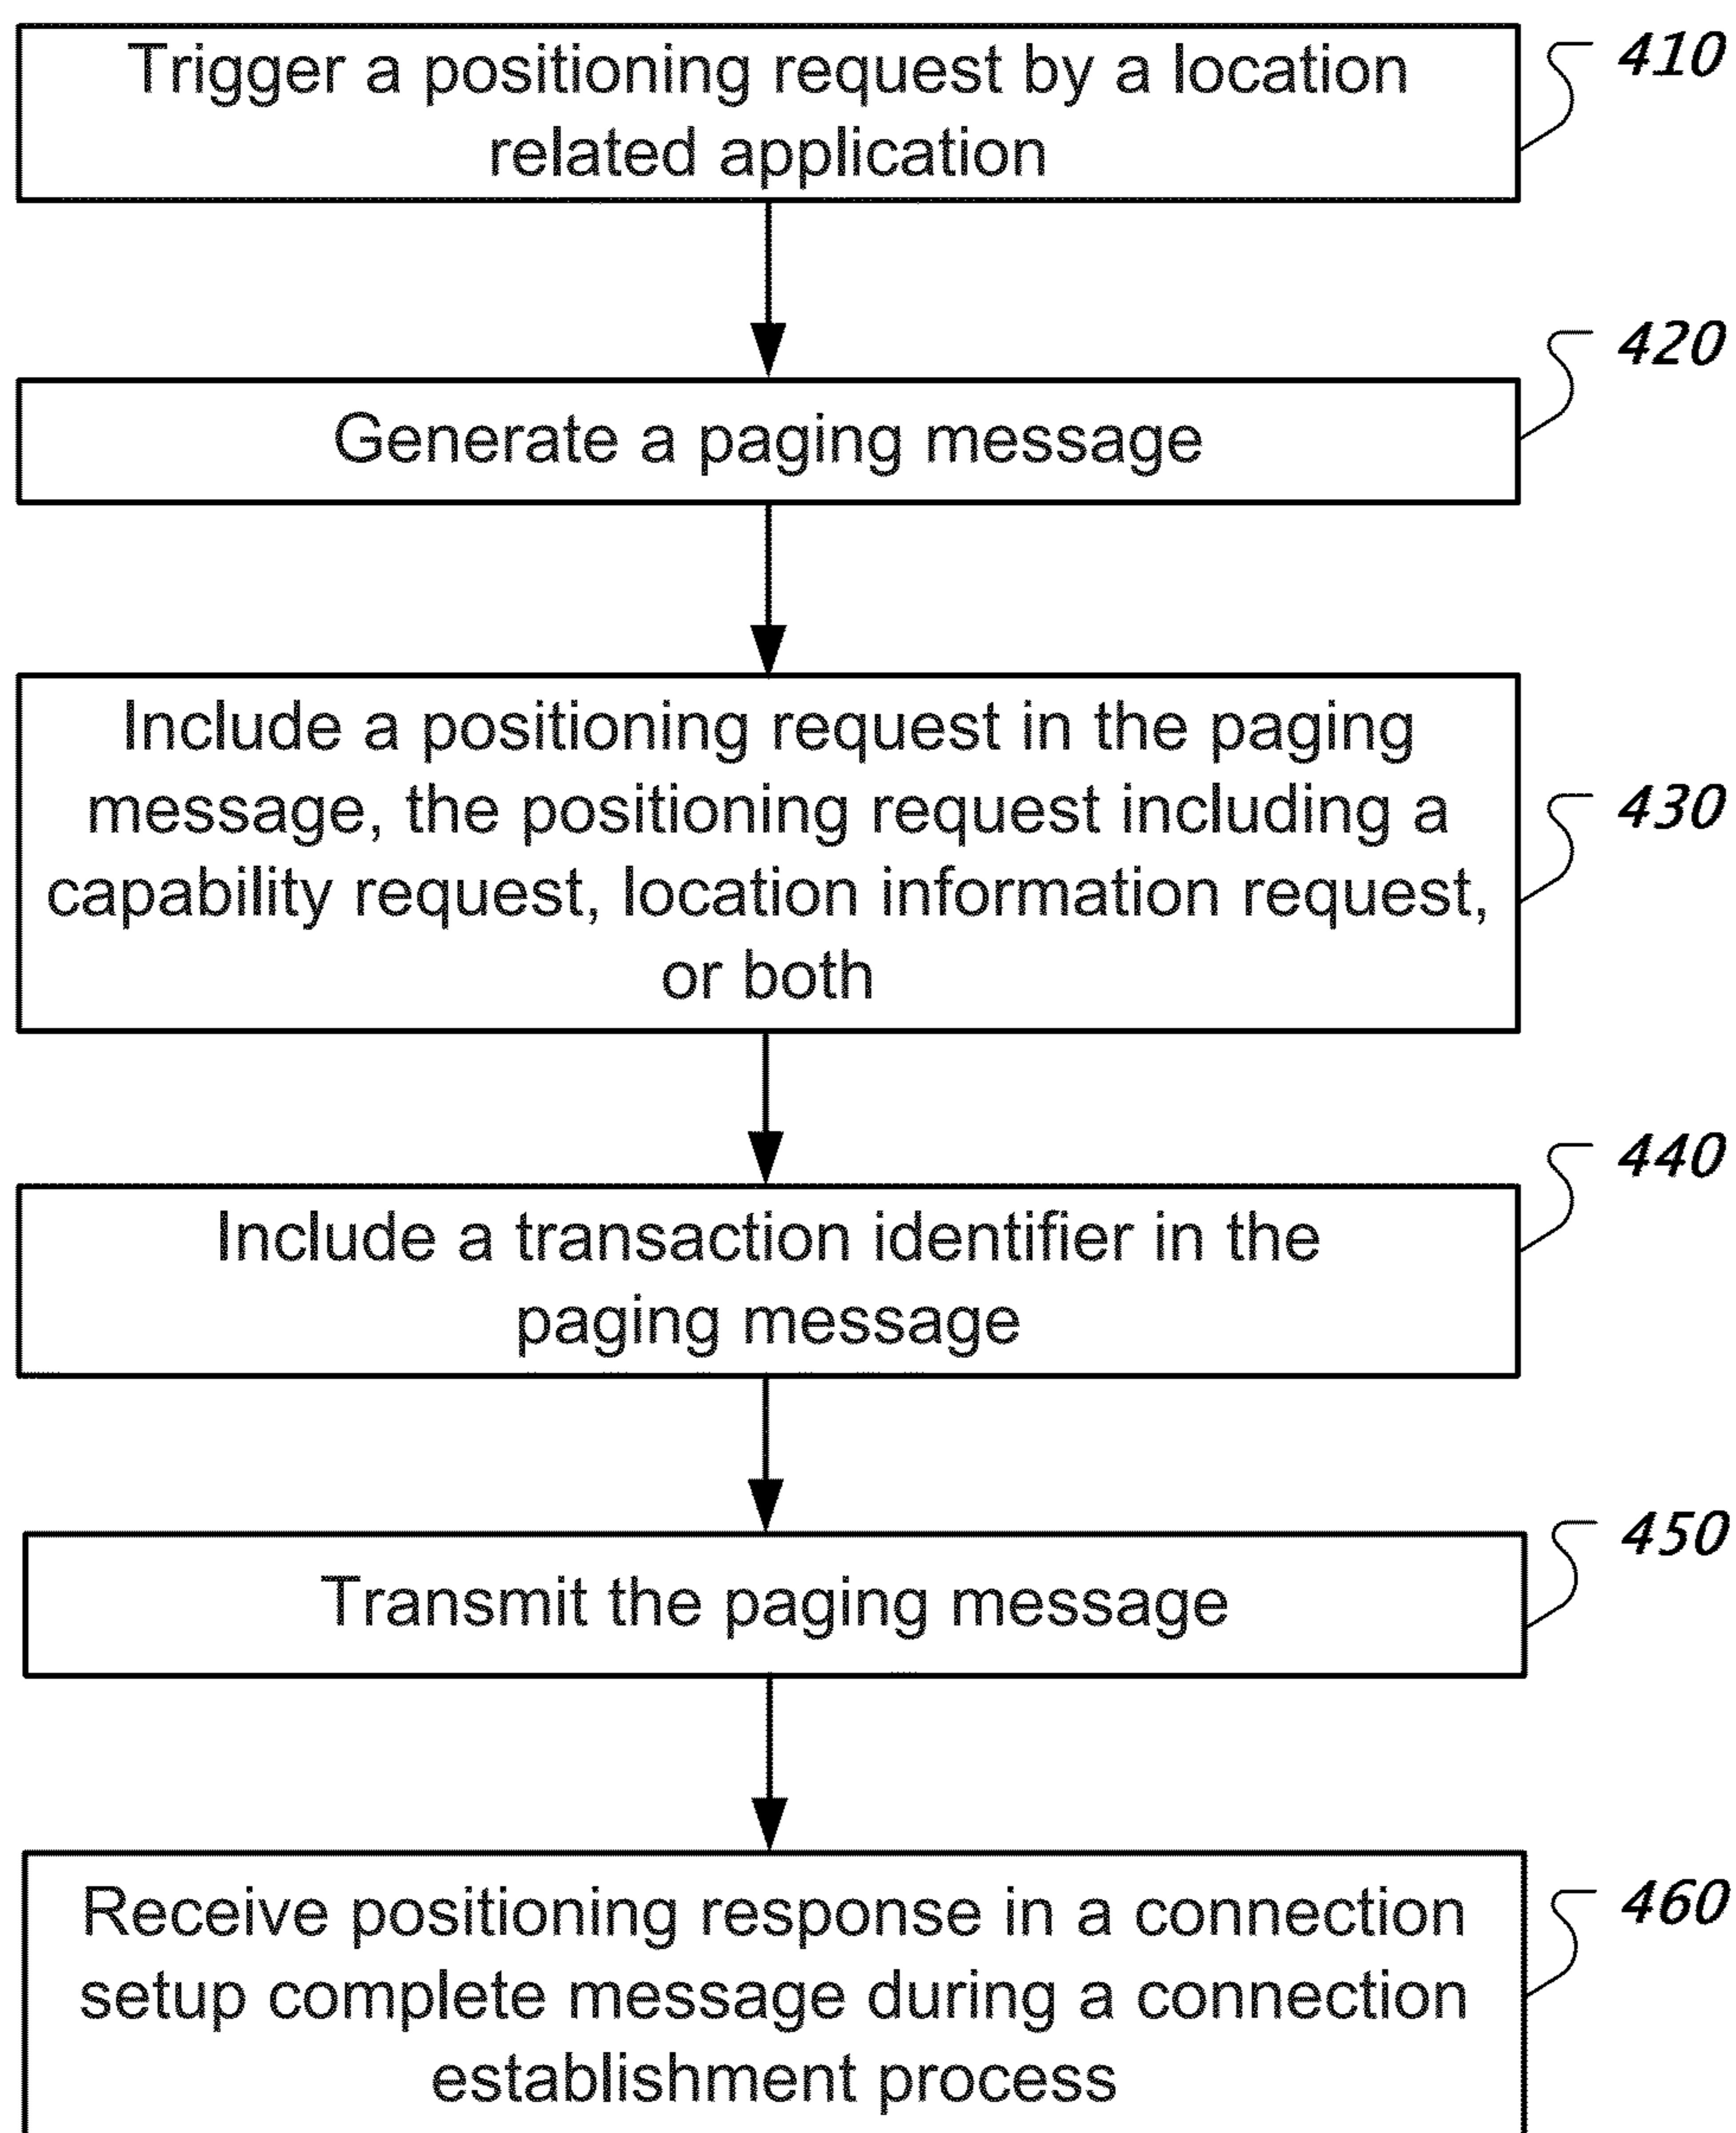 Trigger a positioning request by a location
related application
410
Generate a paging message
420
Include a positioning request in the paging
message, the positioning request including a
capability request, location information request,
or both
430
Include a transaction identifier in the
paging message
440
Transmit the paging message
450
Receive positioning response in a connection
setup complete message during a connection
establishment process
460